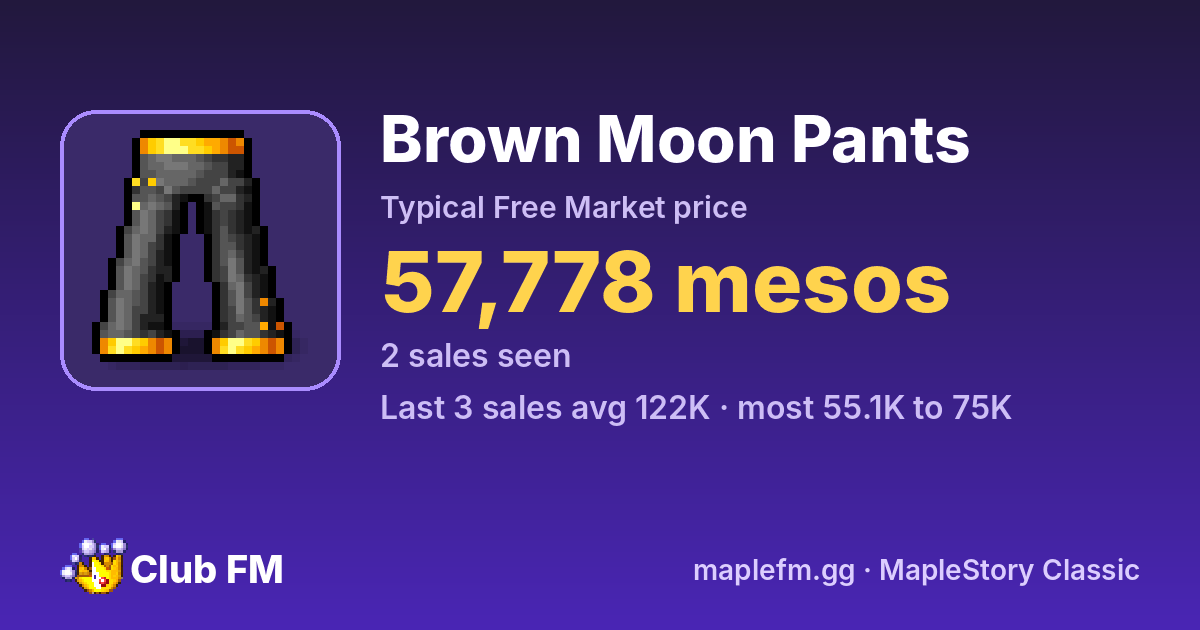 Brown Moon Pants
Typical Free Market price
57,778 mesos
2 sales seen
Last 3 sales avg 122K · most 55.1K to 75K
Club FM
maplefm.gg · MapleStory Classic